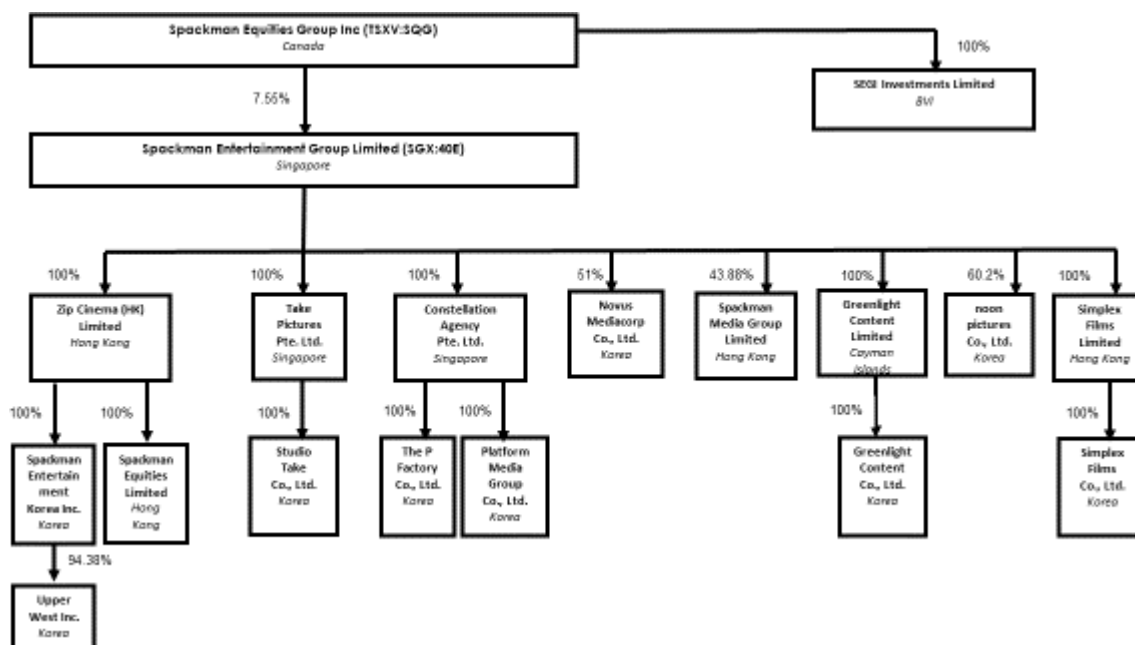 Spackman Equities Group Inc (TSXV:SQG)
Canada
100%
7.55%
SEGI Investments Limited
BVI
Spackman Entertainment Group Limited (SGX:40E)
Singapore
100%
100%
100%
51%
43.88%
100%
60.2%
100%
Zip Cinema (HK)
Limited
Hong Kong
Take
Pictures
Pte. Ltd.
Singapore
Constellation
Agency
Pte. Ltd.
Singapore
Novus
Mediacorp
Co., Ltd.
Korea
Spackman
Media Group
Limited
Hong Kong
Greenlight
Content
Limited
Cayman
Islands
noon
pictures
Co., Ltd.
Korea
Simplex
Films
Limited
Hong Kong
100%
100%
100%
100%
100%
100%
100%
Spackman
Entertain
ment
Korea Inc.
Korea
Spackman
Equities
Limited
Hong
Kong
Studio
Take
Co., Ltd.
Korea
The P
Factory
Co., Ltd.
Korea
Platform
Media
Group
Co., Ltd.
Korea
Greenlight
Content
Co., Ltd.
Korea
Simplex
Films
Co., Ltd.
Korea
94.38%
Upper
West Inc.
Korea